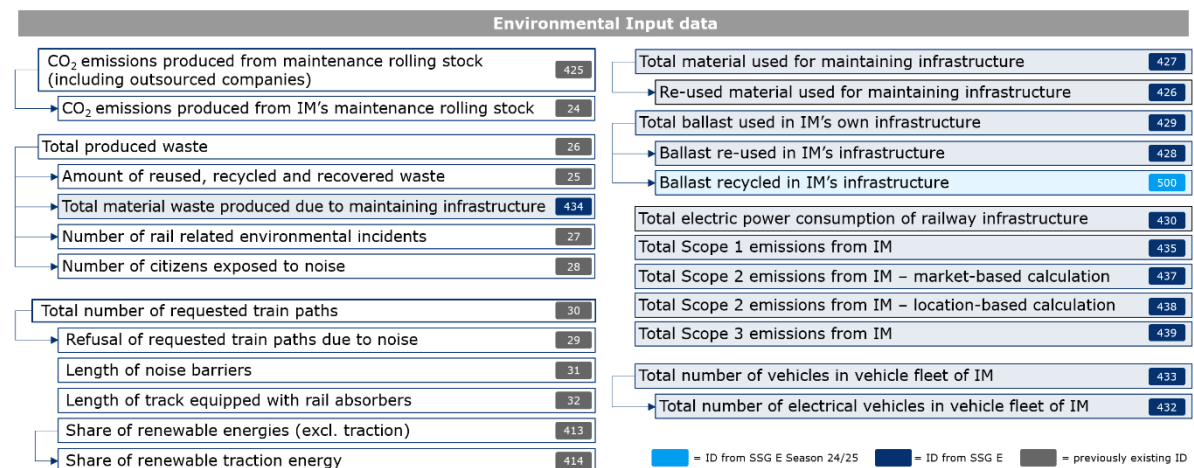 Environmental Input data
CO₂ emissions produced from maintenance rolling stock
(including outsourced companies) 425
CO₂ emissions produced from IM's maintenance rolling stock 24
Total produced waste 26
Amount of reused, recycled and recovered waste 25
Total material waste produced due to maintaining infrastructure 434
Number of rail related environmental incidents 27
Number of citizens exposed to noise 28
Total number of requested train paths 30
Refusal of requested train paths due to noise 29
Length of noise barriers 31
Length of track equipped with rail absorbers 32
Share of renewable energies (excl. traction) 413
Share of renewable traction energy 414
Total material used for maintaining infrastructure 427
Re-used material used for maintaining infrastructure 426
Total ballast used in IM's own infrastructure 429
Ballast re-used in IM's infrastructure 428
Ballast recycled in IM's infrastructure 500
Total electric power consumption of railway infrastructure 430
Total Scope 1 emissions from IM 435
Total Scope 2 emissions from IM – market-based calculation 437
Total Scope 2 emissions from IM – location-based calculation 438
Total Scope 3 emissions from IM 439
Total number of vehicles in vehicle fleet of IM 433
Total number of electrical vehicles in vehicle fleet of IM 432
= ID from SSG E Season 24/25 = ID from SSG E = previously existing ID